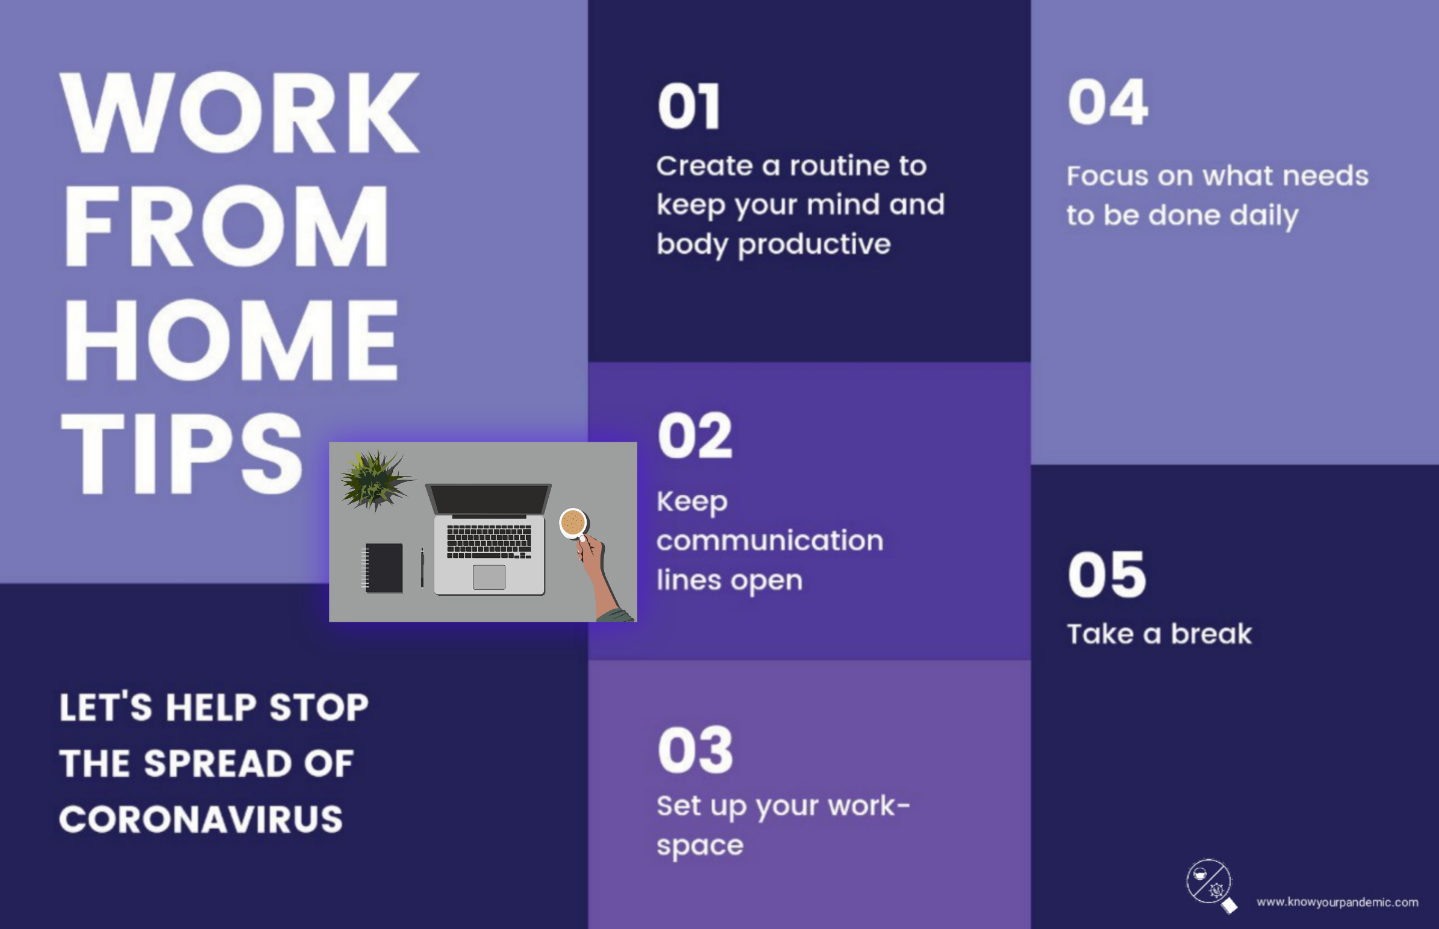 WORK
FROM
HOME
TIPS
LET'S HELP STOP
THE SPREAD OF
CORONAVIRUS
01
Create a routine to
keep your mind and
body productive
02
Keep
communication
lines open
03
Set up your work-
space
04
Focus on what needs
to be done daily
05
Take a break
www.knowyourpandemic.com